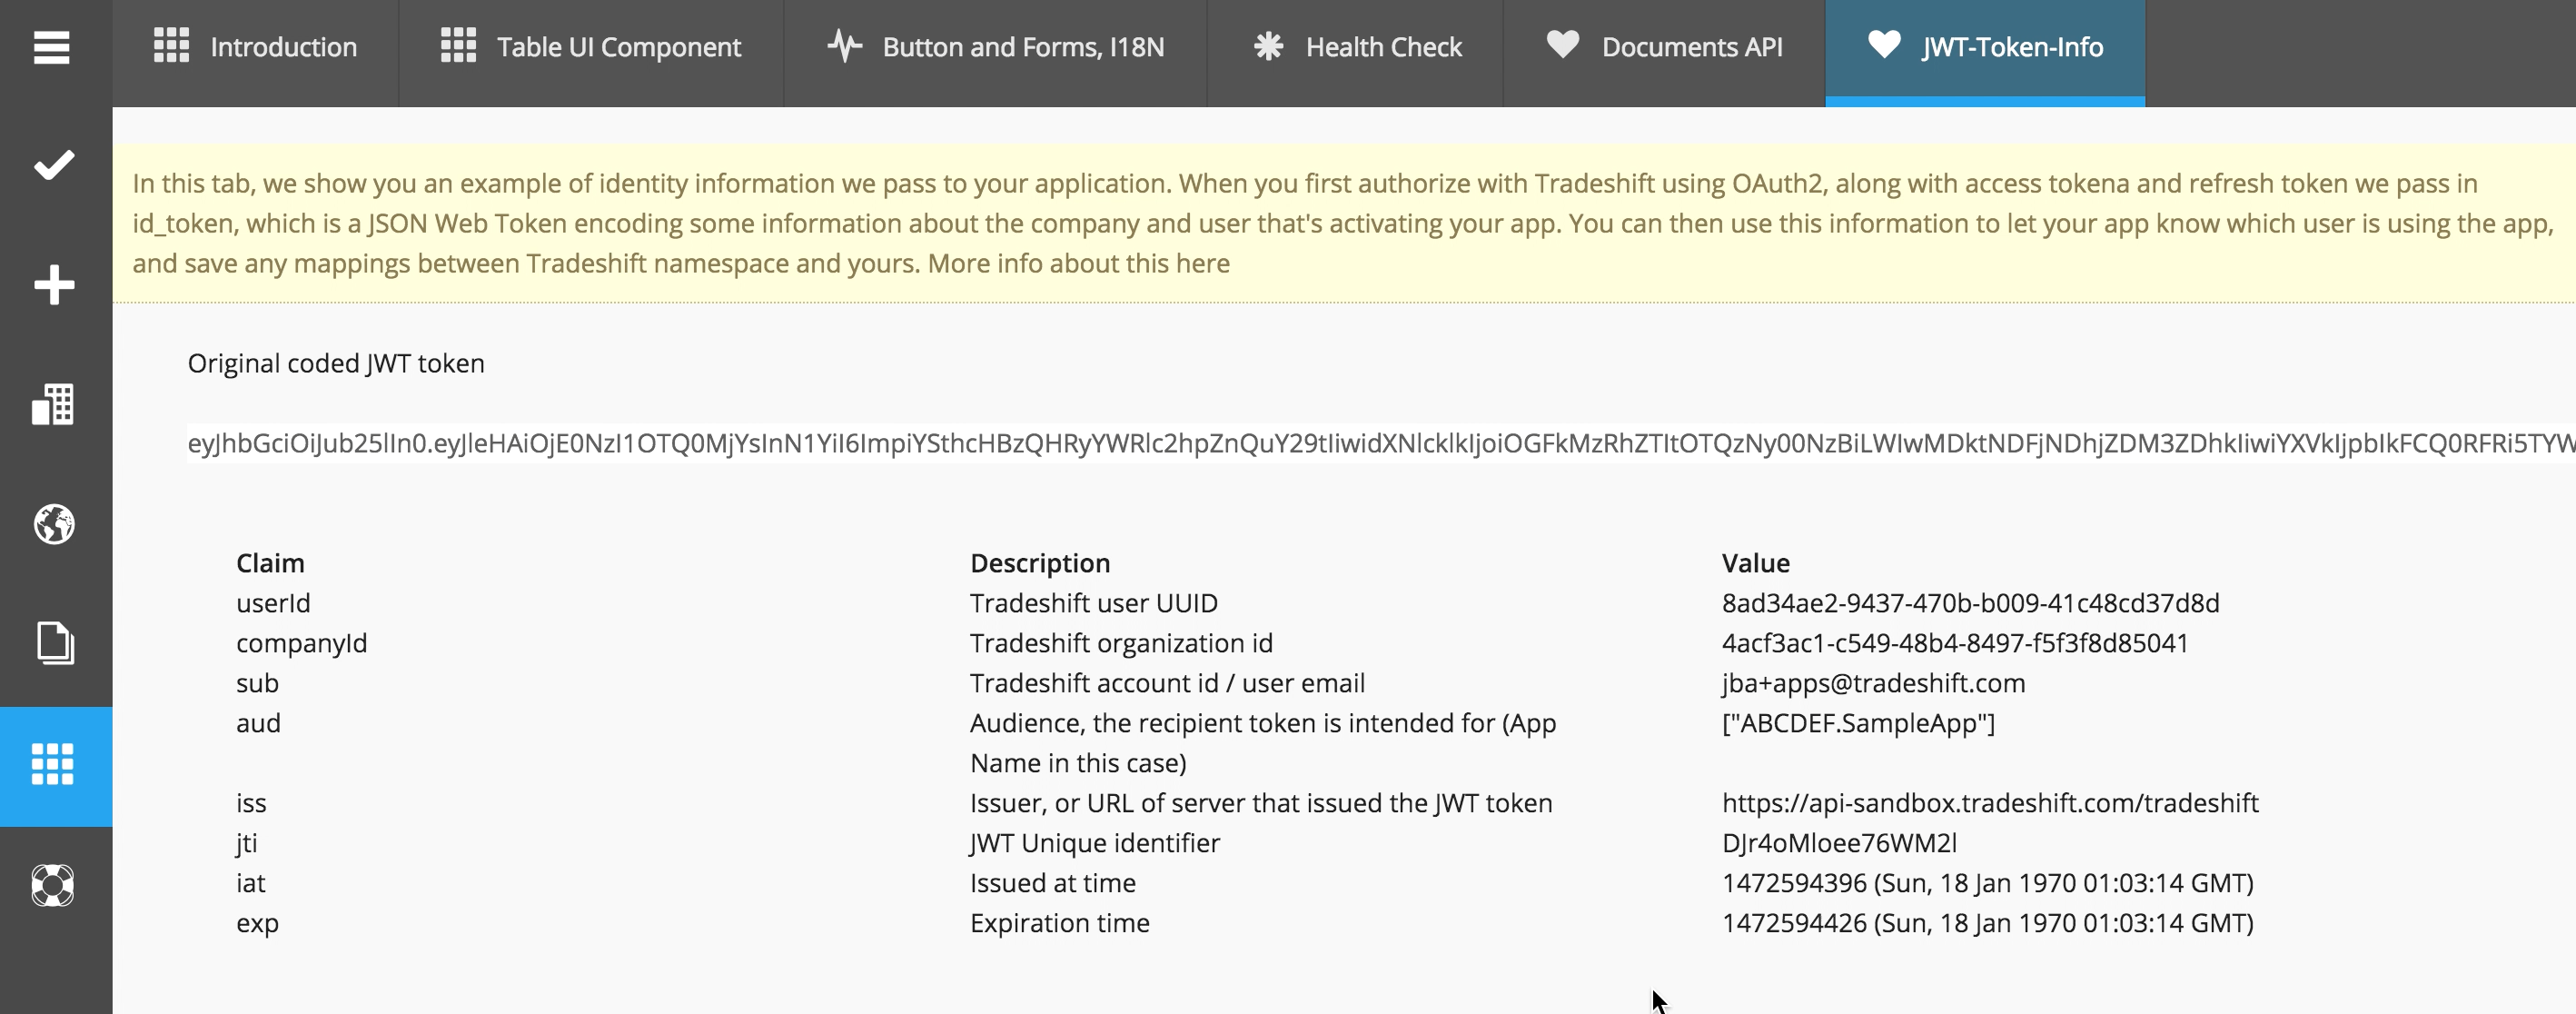 Introduction
Table UI Component
Button and Forms, I18N
Health Check
Documents API
JWT-Token-Info
In this tab, we show you an example of identity information we pass to your application. When you first authorize with Tradeshift using OAuth2, along with access tokena and refresh token we pass in
id_token, which is a JSON Web Token encoding some information about the company and user that's activating your app. You can then use this information to let your app know which user is using the app,
and save any mappings between Tradeshift namespace and yours. More info about this here
Original coded JWT token
eyJhbGciOiJub25lIn0.eyJleHAiOjE0NzI1OTQ0MjYsInN1YiI6ImpiYSthcHBzQHRyYWRlc2hpZnQuY29tIiwidXNlcklkIjoiOGFkMzRhZTItOTQzNy00NzBiLWIwMDktNDFjNDhjZDM3ZDhkIiwiYXVkIjpbIkFCQ0RFRi5TYW
Claim Description Value
userId Tradeshift user UUID 8ad34ae2-9437-470b-b009-41c48cd37d8d
companyId Tradeshift organization id 4acf3ac1-c549-48b4-8497-f5f3f8d85041
sub Tradeshift account id / user email jba+apps@tradeshift.com
aud Audience, the recipient token is intended for (App ["ABCDEF.SampleApp"]
Name in this case)
iss Issuer, or URL of server that issued the JWT token https://api-sandbox.tradeshift.com/tradeshift
jti JWT Unique identifier DJr4oMloee76WM2l
iat Issued at time 1472594396 (Sun, 18 Jan 1970 01:03:14 GMT)
exp Expiration time 1472594426 (Sun, 18 Jan 1970 01:03:14 GMT)